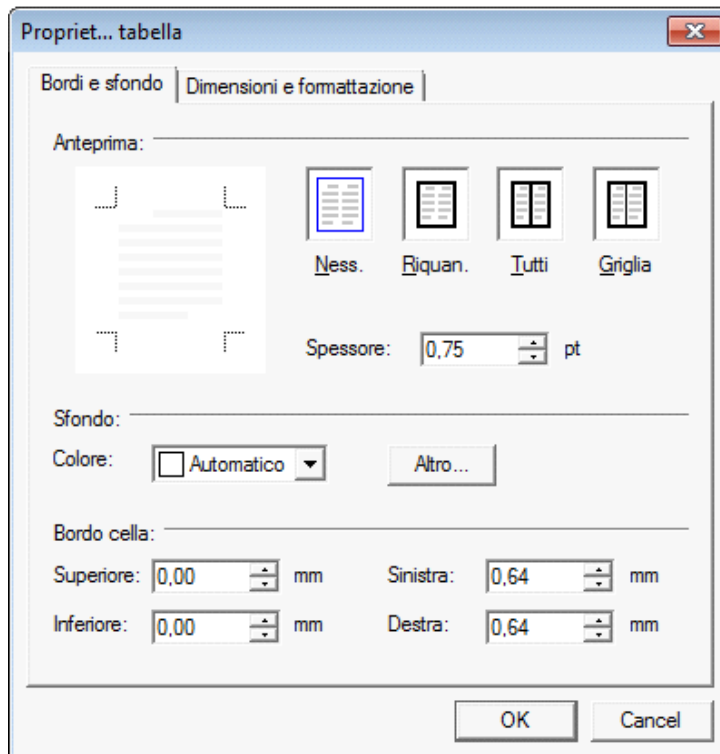 Propriet... tabella
Bordi e sfondo Dimensioni e formattazione
Anteprima:
Ness. Riquan. Tutti Griglia
Spessore: 0,75 pt
Sfondo:
Colore: Automatico Altro...
Bordo cella:
Superiore: 0,00 mm Sinistra: 0,64 mm
Inferiore: 0,00 mm Destra: 0,64 mm
OK Cancel